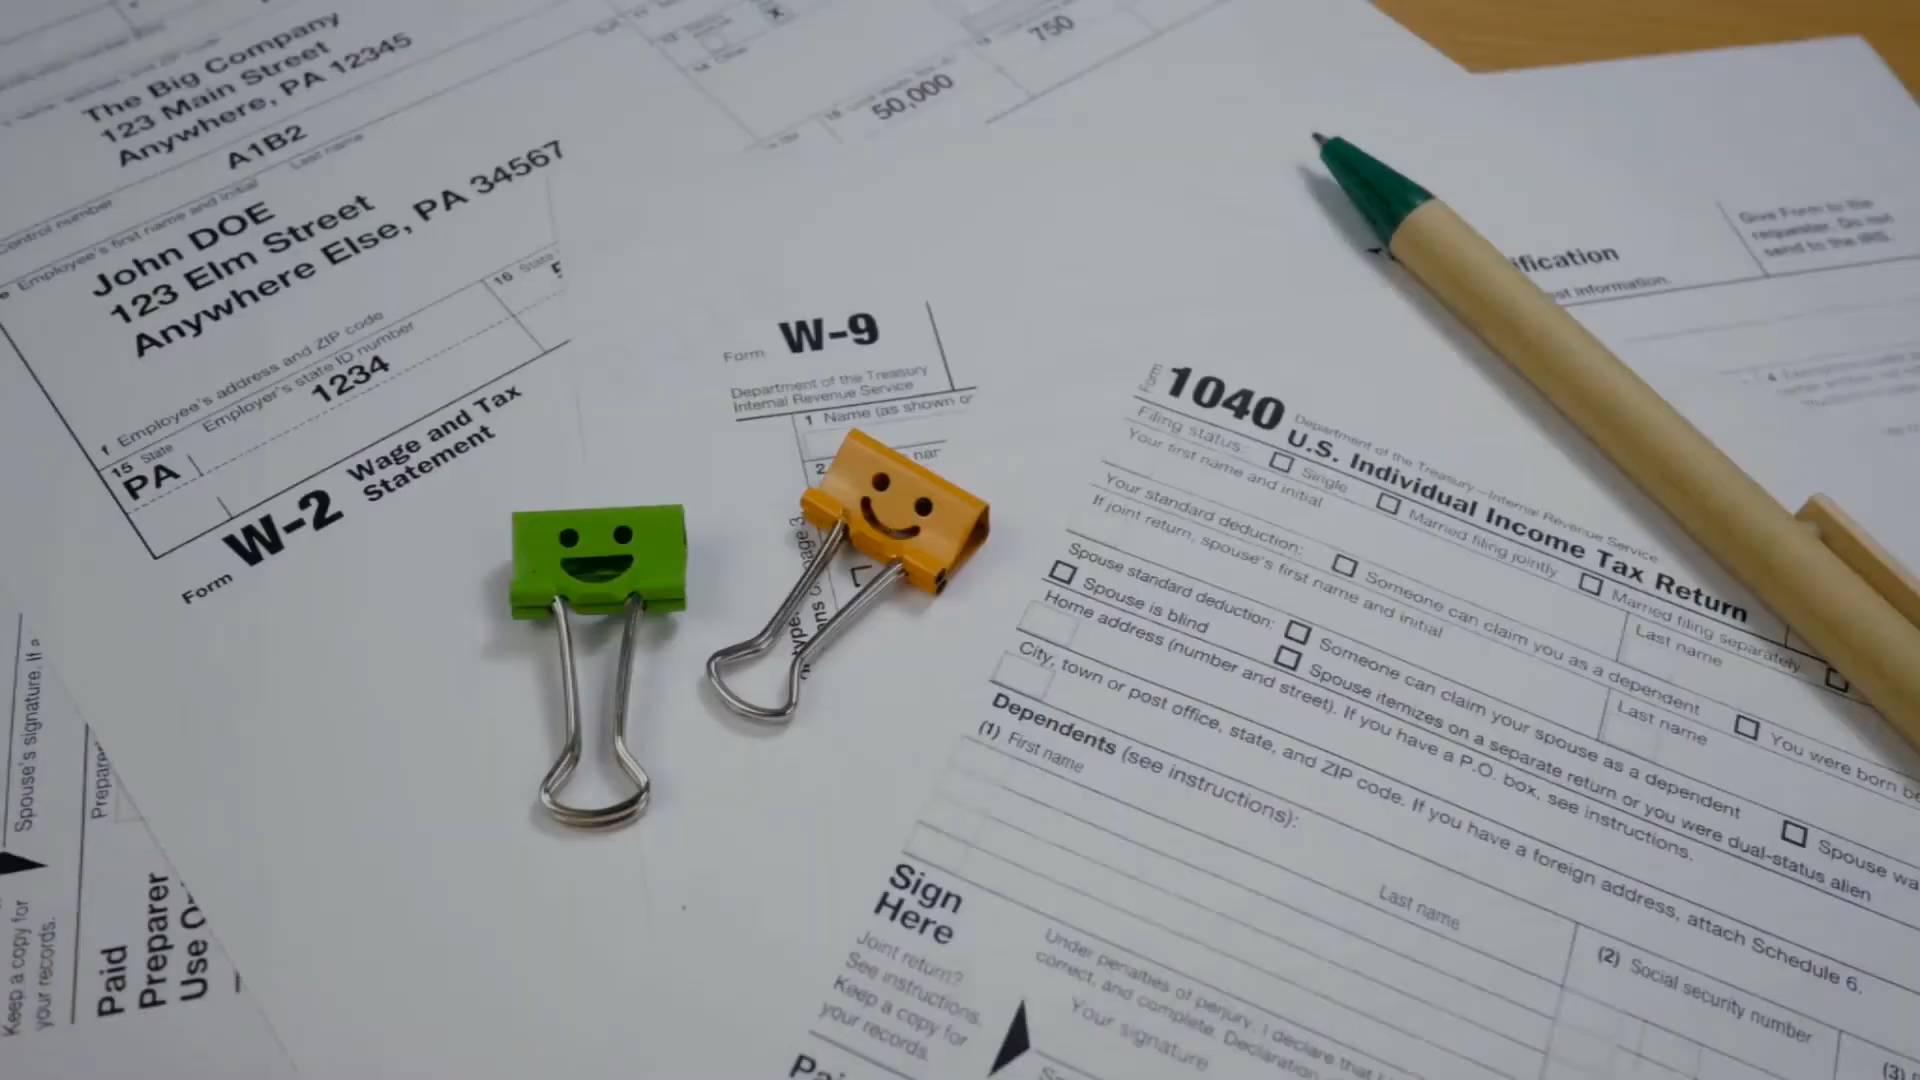 The Big Company
123 Main Street
Anywhere, PA 12345
A1B2
Control number
Employee's first name and initial
Last name
John DOE
123 Elm Street
Anywhere Else, PA 34567
f Employee's address and ZIP code
15 State
Employer's state ID number
16 State
PA
1234
Form W-2 Wage and Tax
Statement
750
50,000
Form W-9
Department of the Treasury
Internal Revenue Service
1 Name (as shown o
2
nar
page 3.
type.
ification
Give Form to the
requester. Do not
send to the IRS.
Form 1040
Department of the Treasury—Internal Revenue Service
U.S. Individual Income Tax Return
Filing status:
Single
Married filing jointly
Married filing separately
Your first name and initial
Last name
Your standard deduction:
Someone can claim you as a dependent
You were born be
If joint return, spouse's first name and initial
Last name
Spouse standard deduction:
Someone can claim your spouse as a dependent
Spouse wa
Spouse is blind
Spouse itemizes on a separate return or you were dual-status alien
Home address (number and street). If you have a P.O. box, see instructions.
City, town or post office, state, and ZIP code. If you have a foreign address, attach Schedule 6.
Dependents (see instructions):
(1) First name
Last name
(2) Social security number
(3)
Sign
Here
Joint return?
See instructions.
Keep a copy for
your records.
Under penalties of perjury, I declare that I
correct, and complete. Declaration
Your signature
Spouse's signature. If a
Keep a copy for
your records.
Prepare
Paid
Preparer
Use O